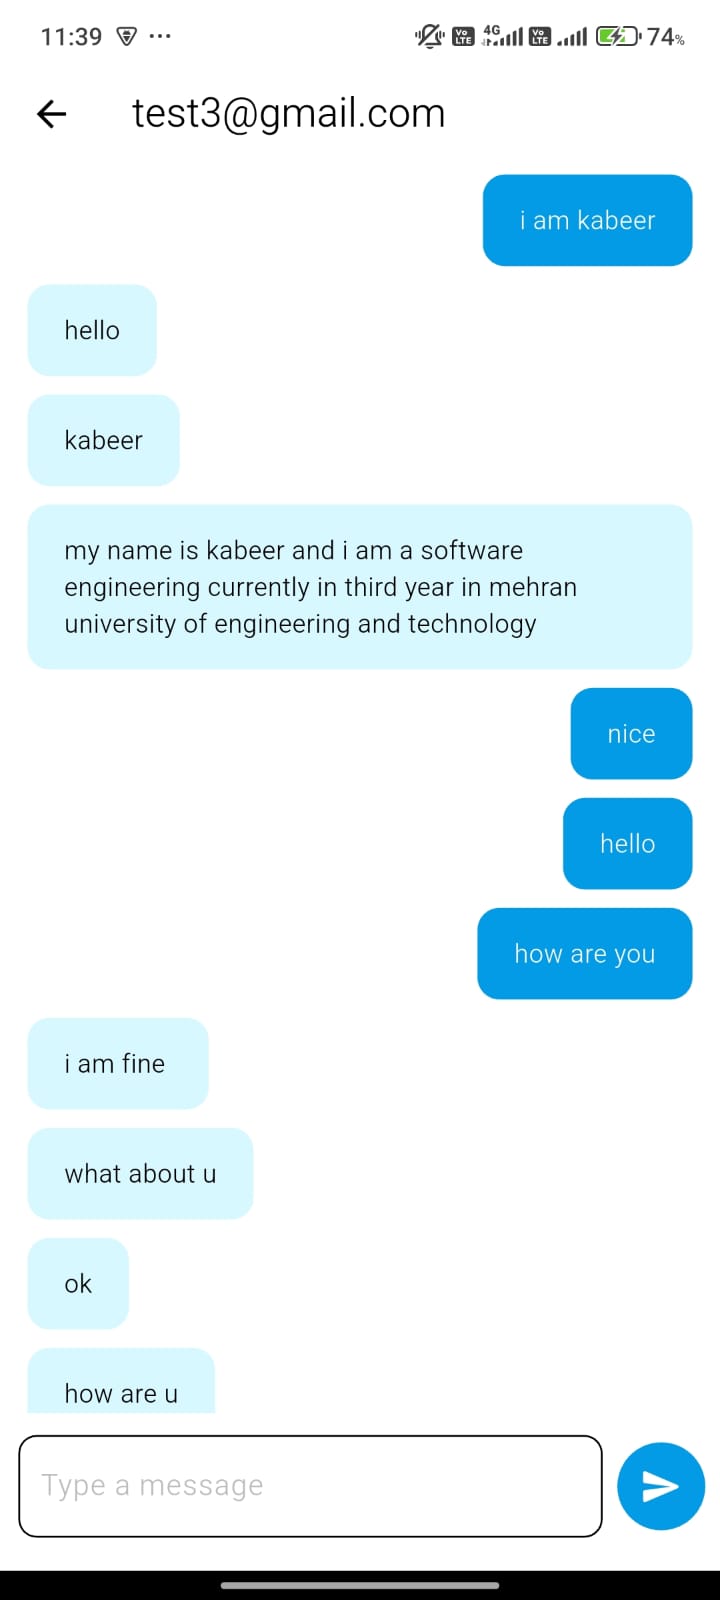 11:39
Vo LTE 4G Vo LTE 74%
test3@gmail.com
i am kabeer
hello
kabeer
my name is kabeer and i am a software
engineering currently in third year in mehran
university of engineering and technology
nice
hello
how are you
i am fine
what about u
ok
how are u
Type a message